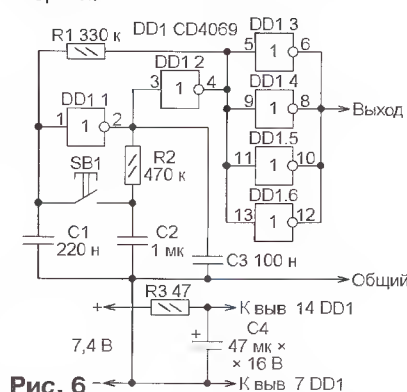 R1 330 к
DD1 CD4069
DD1 3
5 6
DD1 2
3 1 4
1
DD1 1
1 1 2
DD1 4
9 1 8
Выход
SB1
R2
470 к
DD1.5
11 1 10
DD1.6
13 1 12
C1
220 н
C2
1 мк
C3 100 н
Общий
+ R3 47
К выв 14 DD1
7,4 В
+ C4
47 мк ×
× 16 В
Рис. 6 –
К выв 7 DD1